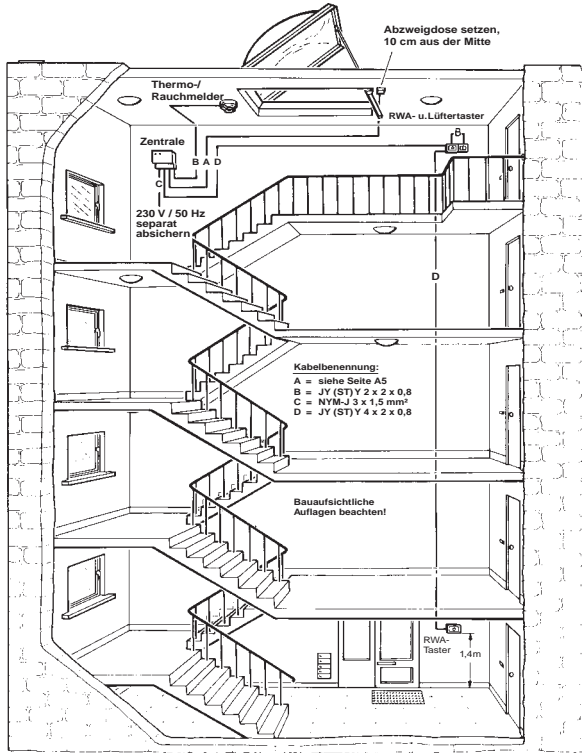 Abzweigdose setzen,
10 cm aus der Mitte
Thermo-/
Rauchmelder
RWA- u. Lüftertaster
B
Zentrale
B A D
C
230 V / 50 Hz
separat
absichern
D
Kabelbenennung:
A = siehe Seite A5
B = JY (ST) Y 2 x 2 x 0,8
C = NYM-J 3 x 1,5 mm²
D = JY (ST) Y 4 x 2 x 0,8
Bauaufsichtliche
Auflagen beachten!
RWA-
Taster
1,4m